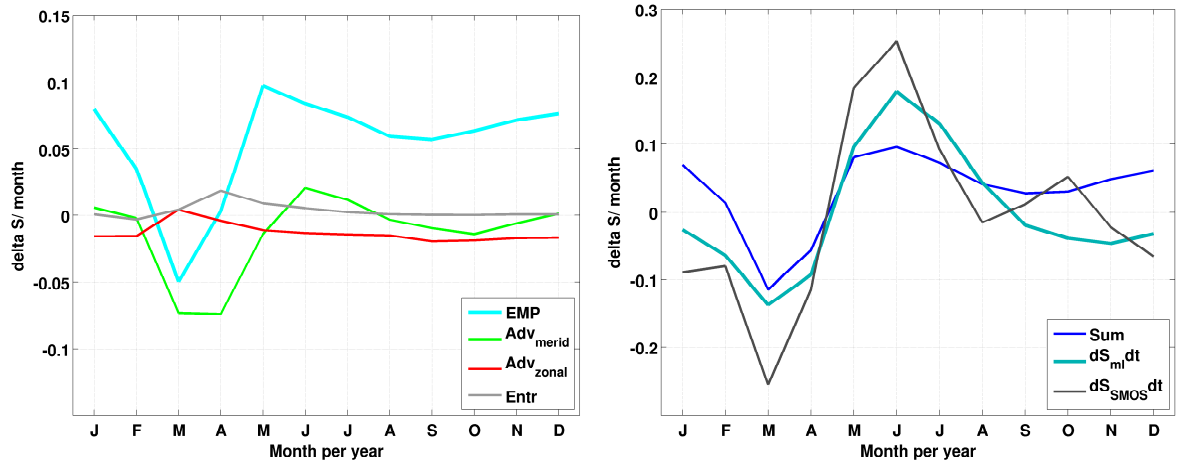 0.15
0.1
0.05
0
-0.05
-0.1
delta S/ month
J F M A M J J A S O N D
Month per year
EMP
Adv_merid
Adv_zonal
Entr
0.3
0.2
0.1
0
-0.1
-0.2
delta S/ month
J F M A M J J A S O N D
Month per year
Sum
dS_ml dt
dS_SMOS dt